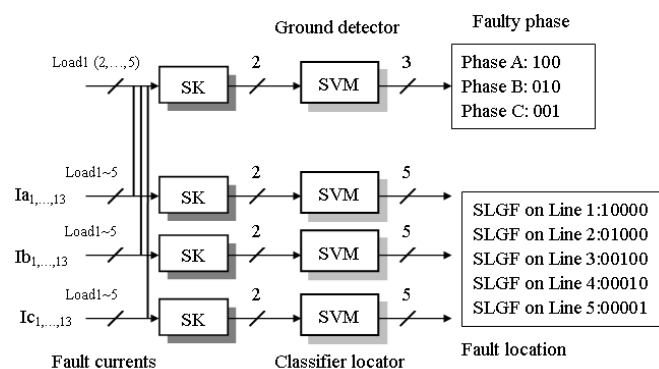 Ground detector
Faulty phase
Load1 (2,…,5)
2
3
SK
SVM
Phase A: 100
Phase B: 010
Phase C: 001
Load1~5
2
5
Ia1,…,13
SK
SVM
Load1~5
2
5
Ib1,…,13
SK
SVM
Load1~5
2
5
Ic1,…,13
SK
SVM
SLGF on Line 1:10000
SLGF on Line 2:01000
SLGF on Line 3:00100
SLGF on Line 4:00010
SLGF on Line 5:00001
Fault currents
Classifier locator
Fault location